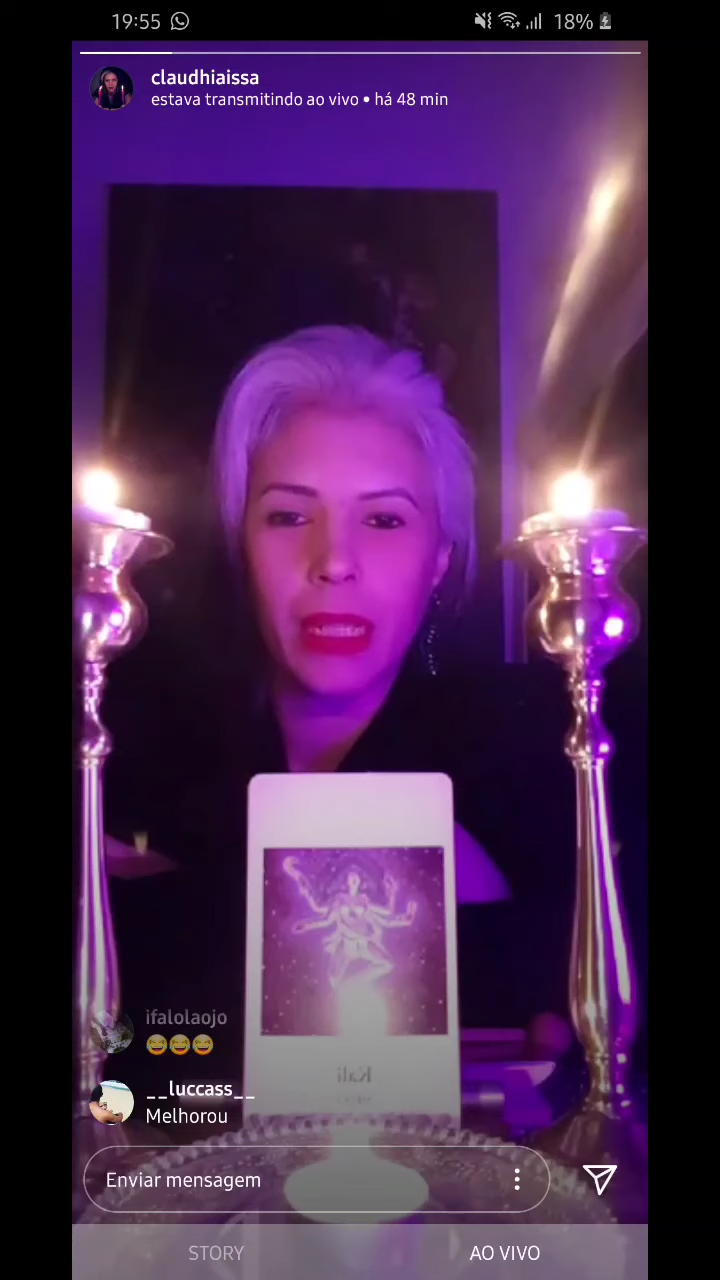 19:55
18%
claudhiaissa
estava transmitindo ao vivo • há 48 min
Kali
ifalolaojo
😂😂😂
__luccass__
Melhorou
Enviar mensagem
STORY
AO VIVO